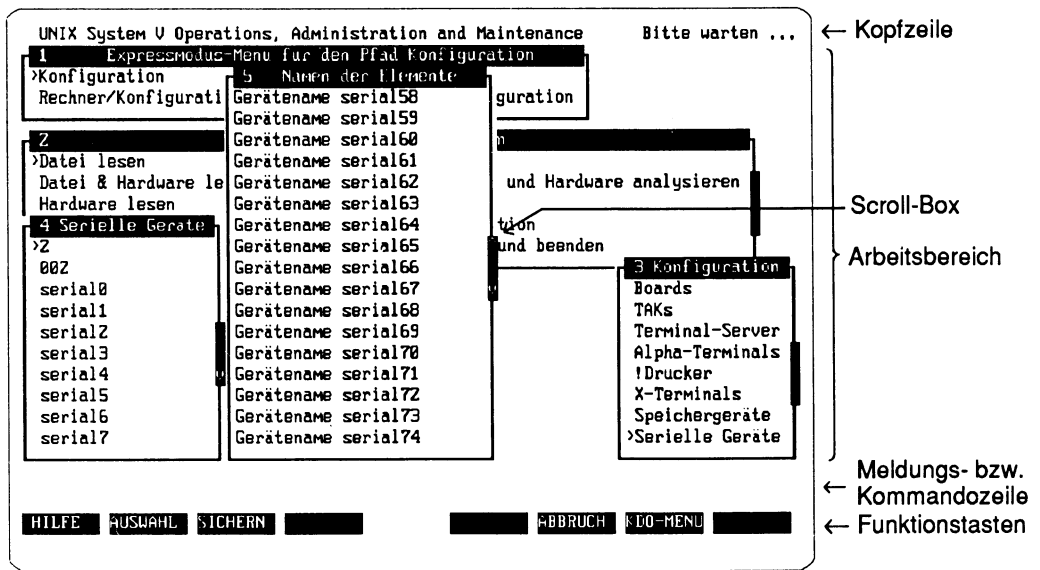 UNIX System V Operations, Administration and Maintenance
Bitte warten ...
← Kopfzeile
1 Expressmodus-Menu fur den Pfad Konfiguration
>Konfiguration
Rechner/Konfigurati
guration
2
n
>Datei lesen
Datei & Hardware le
und Hardware analysieren
Hardware lesen
tion
und beenden
4 Serielle Gerate
>2
002
serial0
serial1
serial2
serial3
serial4
serial5
serial6
serial7
5 Namen der Elemente
Gerätename serial58
Gerätename serial59
Gerätename serial60
Gerätename serial61
Gerätename serial62
Gerätename serial63
Gerätename serial64
Gerätename serial65
Gerätename serial66
Gerätename serial67
Gerätename serial68
Gerätename serial69
Gerätename serial70
Gerätename serial71
Gerätename serial72
Gerätename serial73
Gerätename serial74
3 Konfiguration
Boards
TAKs
Terminal-Server
Alpha-Terminals
!Drucker
X-Terminals
Speichergeräte
>Serielle Geräte
Scroll-Box
Arbeitsbereich
← Meldungs- bzw.
Kommandozeile
HILFE AUSWAHL SICHERN ABBRUCH KDO-MENU
← Funktionstasten